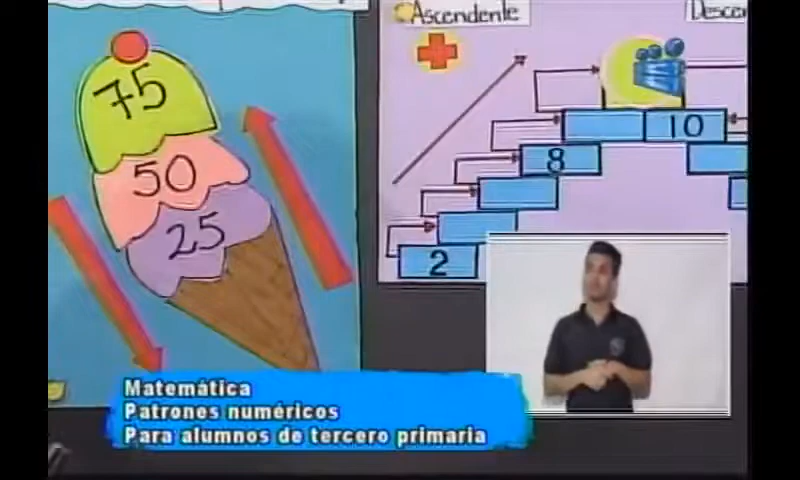 Ascendente
75
50
25
10
8
2
Matemática
Patrones numéricos
Para alumnos de tercero primaria